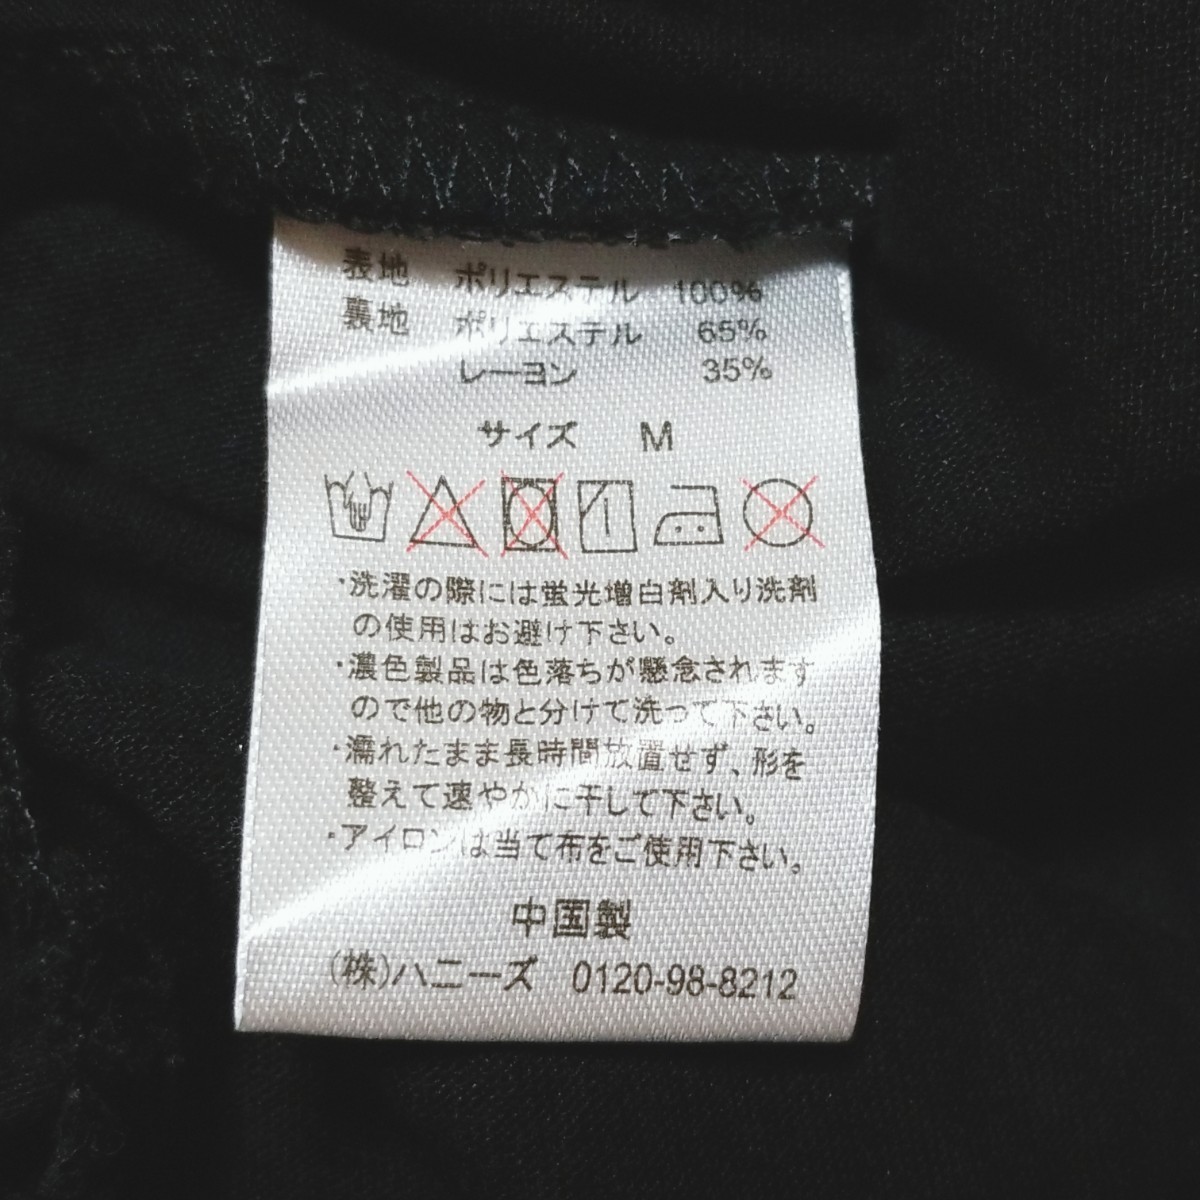 表地 ポリエステル 100%
裏地 ポリエステル 65%
レーヨン 35%
サイズ M
・洗濯の際には蛍光増白剤入り洗剤
の使用はお避け下さい。
・濃色製品は色落ちが懸念されます
ので他の物と分けて洗って下さい。
・濡れたまま長時間放置せず、形を
整えて速やかに干して下さい。
・アイロンは当て布をご使用下さい。
中国製
(株)ハニーズ 0120-98-8212